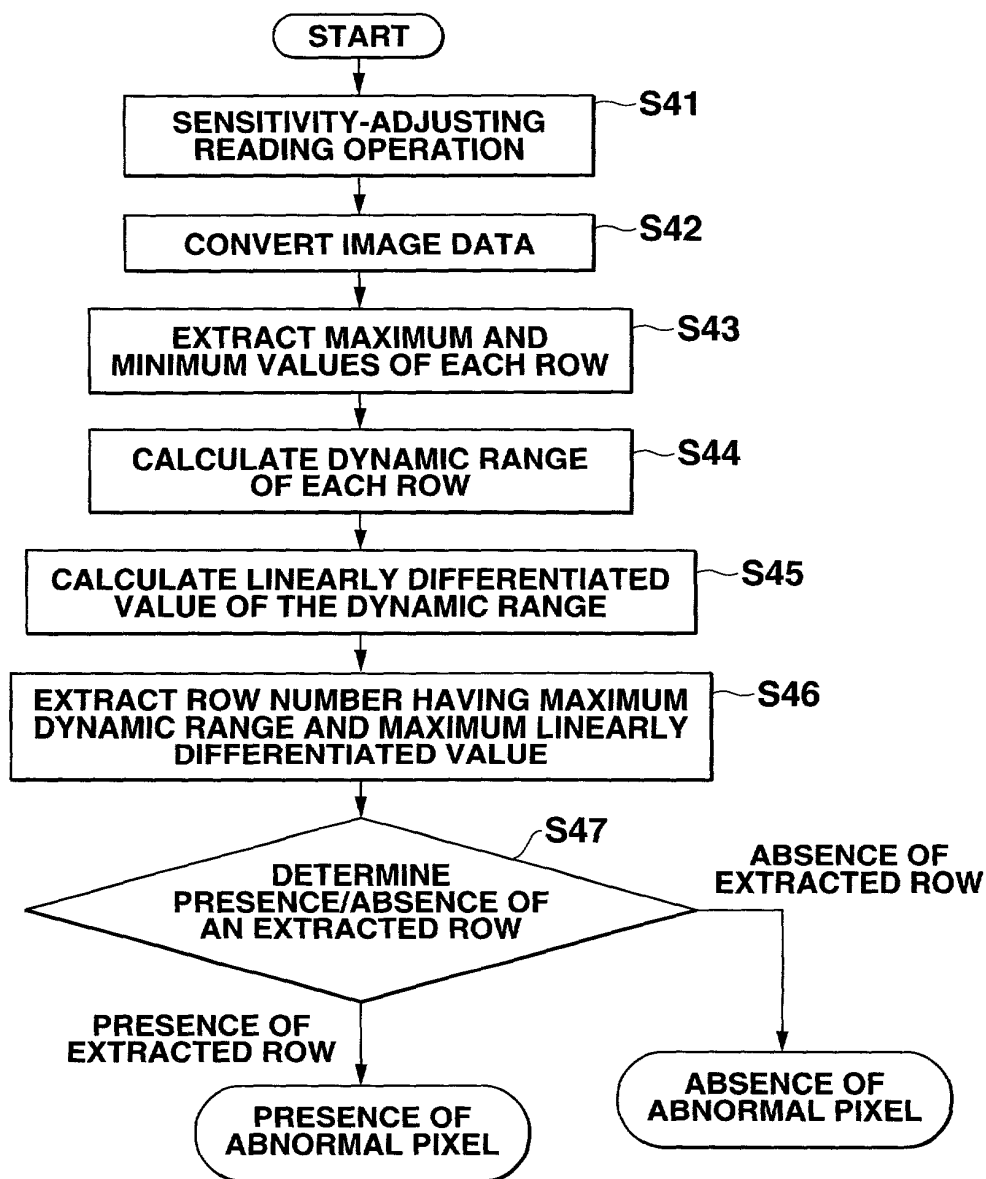 START
S41
SENSITIVITY-ADJUSTING
READING OPERATION
S42
CONVERT IMAGE DATA
S43
EXTRACT MAXIMUM AND
MINIMUM VALUES OF EACH ROW
S44
CALCULATE DYNAMIC RANGE
OF EACH ROW
S45
CALCULATE LINEARLY DIFFERENTIATED
VALUE OF THE DYNAMIC RANGE
S46
EXTRACT ROW NUMBER HAVING MAXIMUM
DYNAMIC RANGE AND MAXIMUM LINEARLY
DIFFERENTIATED VALUE
S47
DETERMINE
PRESENCE/ABSENCE OF
AN EXTRACTED ROW
ABSENCE OF
EXTRACTED ROW
PRESENCE OF
EXTRACTED ROW
PRESENCE OF
ABNORMAL PIXEL
ABSENCE OF
ABNORMAL PIXEL